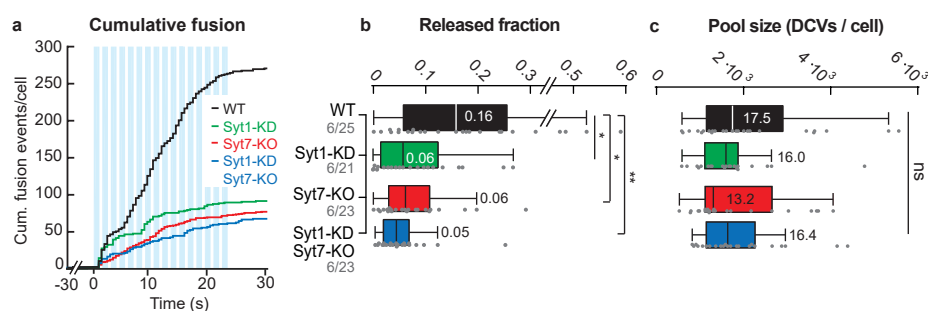 a Cumulative fusion
Cum. fusion events/cell
300
250
200
150
100
50
0
-30 0 10 20 30
Time (s)
WT
Syt1-KD
Syt7-KO
Syt1-KD
Syt7-KO
b Released fraction
0 0.1 0.2 0.3 0.5 0.6
WT
6/25
0.16
Syt1-KD
6/21
0.06
Syt7-KO
6/23
0.06
Syt1-KD
Syt7-KO
6/23
0.05
*
*
**
c Pool size (DCVs / cell)
0 2·10³ 4·10³ 6·10³
17.5
16.0
13.2
16.4
ns